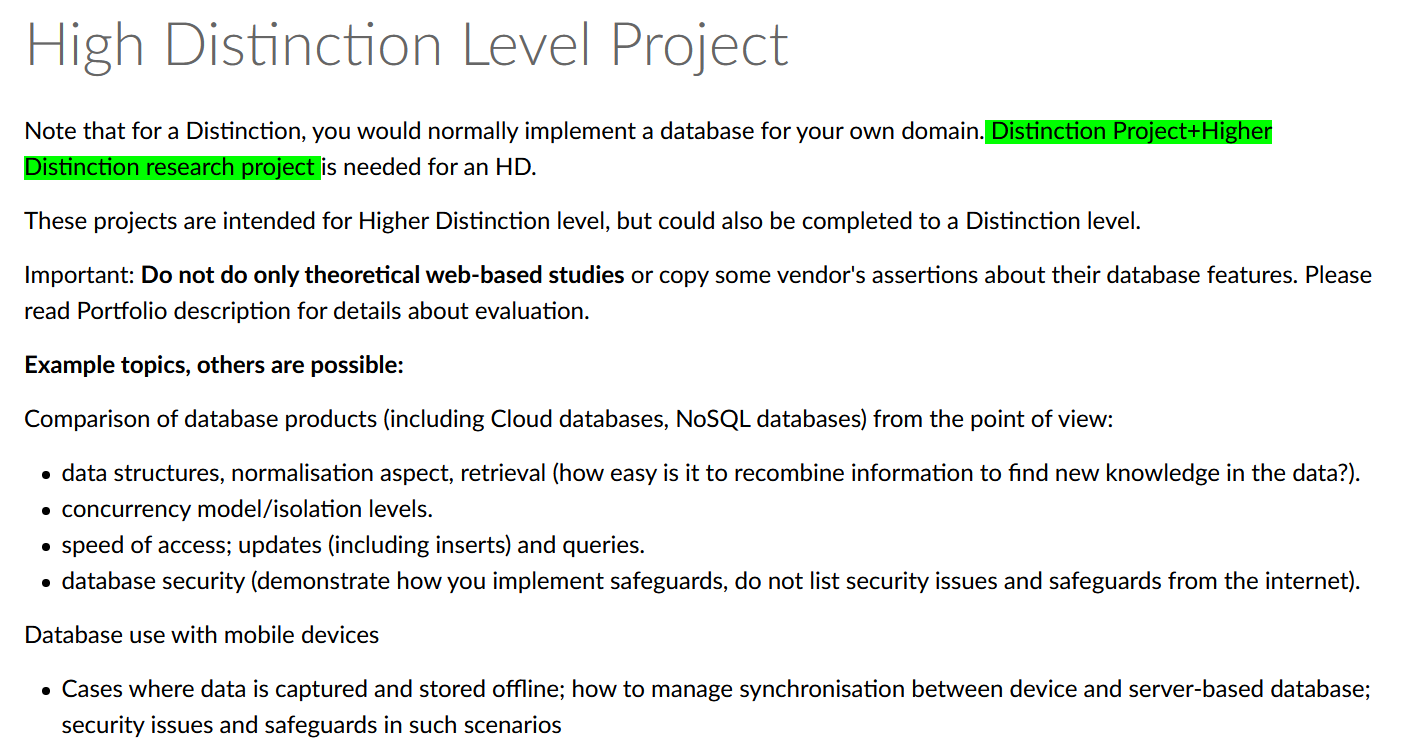 High Distinction Level Project
Note that for a Distinction, you would normally implement a database for your own domain. Distinction Project+Higher
Distinction research project is needed for an HD.
These projects are intended for Higher Distinction level, but could also be completed to a Distinction level.
Important: Do not do only theoretical web-based studies or copy some vendor's assertions about their database features. Please
read Portfolio description for details about evaluation.
Example topics, others are possible:
Comparison of database products (including Cloud databases, NoSQL databases) from the point of view:
• data structures, normalisation aspect, retrieval (how easy is it to recombine information to find new knowledge in the data?).
• concurrency model/isolation levels.
• speed of access; updates (including inserts) and queries.
• database security (demonstrate how you implement safeguards, do not list security issues and safeguards from the internet).
Database use with mobile devices
• Cases where data is captured and stored offline; how to manage synchronisation between device and server-based database;
security issues and safeguards in such scenarios